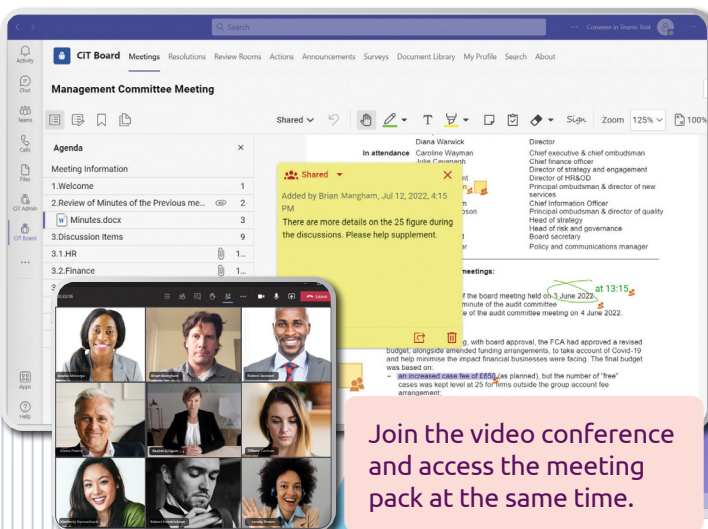 Search
Convene in Teams Trial
Activity
Chat
Teams
Calls
Files
CiT Admin
CiT Board
Apps
Help
CiT Board Meetings Resolutions Review Rooms Actions Announcements Surveys Document Library My Profile Search About
Management Committee Meeting
Shared T Sign Zoom 125% 100%
Agenda
Meeting Information
1.Welcome 1
2.Review of Minutes of the Previous me... 2
Minutes.docx 3
3.Discussion Items 9
3.1.HR 1...
3.2.Finance 1...
Shared
Added by Brian Mangham, Jul 12, 2022, 4:15
PM
There are more details on the 25 figure during
the discussions. Please help supplement.
Diana Warwick Director
In attendance Caroline Wayman Chief executive & chief ombudsman
Julie Cavenagh Chief finance officer
Director of strategy and engagement
Director of HR&OD
Principal ombudsman & director of new
services
Chief Information Officer
Principal ombudsman & director of quality
Head of strategy
Head of risk and governance
Board secretary
Policy and communications manager
meetings:
at 13:15
of the board meeting held on 3 June 2022
minute of the audit committee
e of the audit committee meeting on 4 June 2022.
g, with board approval, the FCA had approved a revised
budget, alongside amended funding arrangements, to take account of Covid-19
and help minimise the impact financial businesses were facing. The final budget
was based on:
– an increased case fee of £650 (as planned), but the number of "free"
cases was kept level at 25 for firms outside the group account fee
arrangement;
Leave
Brian Mangham
Robert Dawson
Tiffany Carlson
Join the video conference
and access the meeting
pack at the same time.